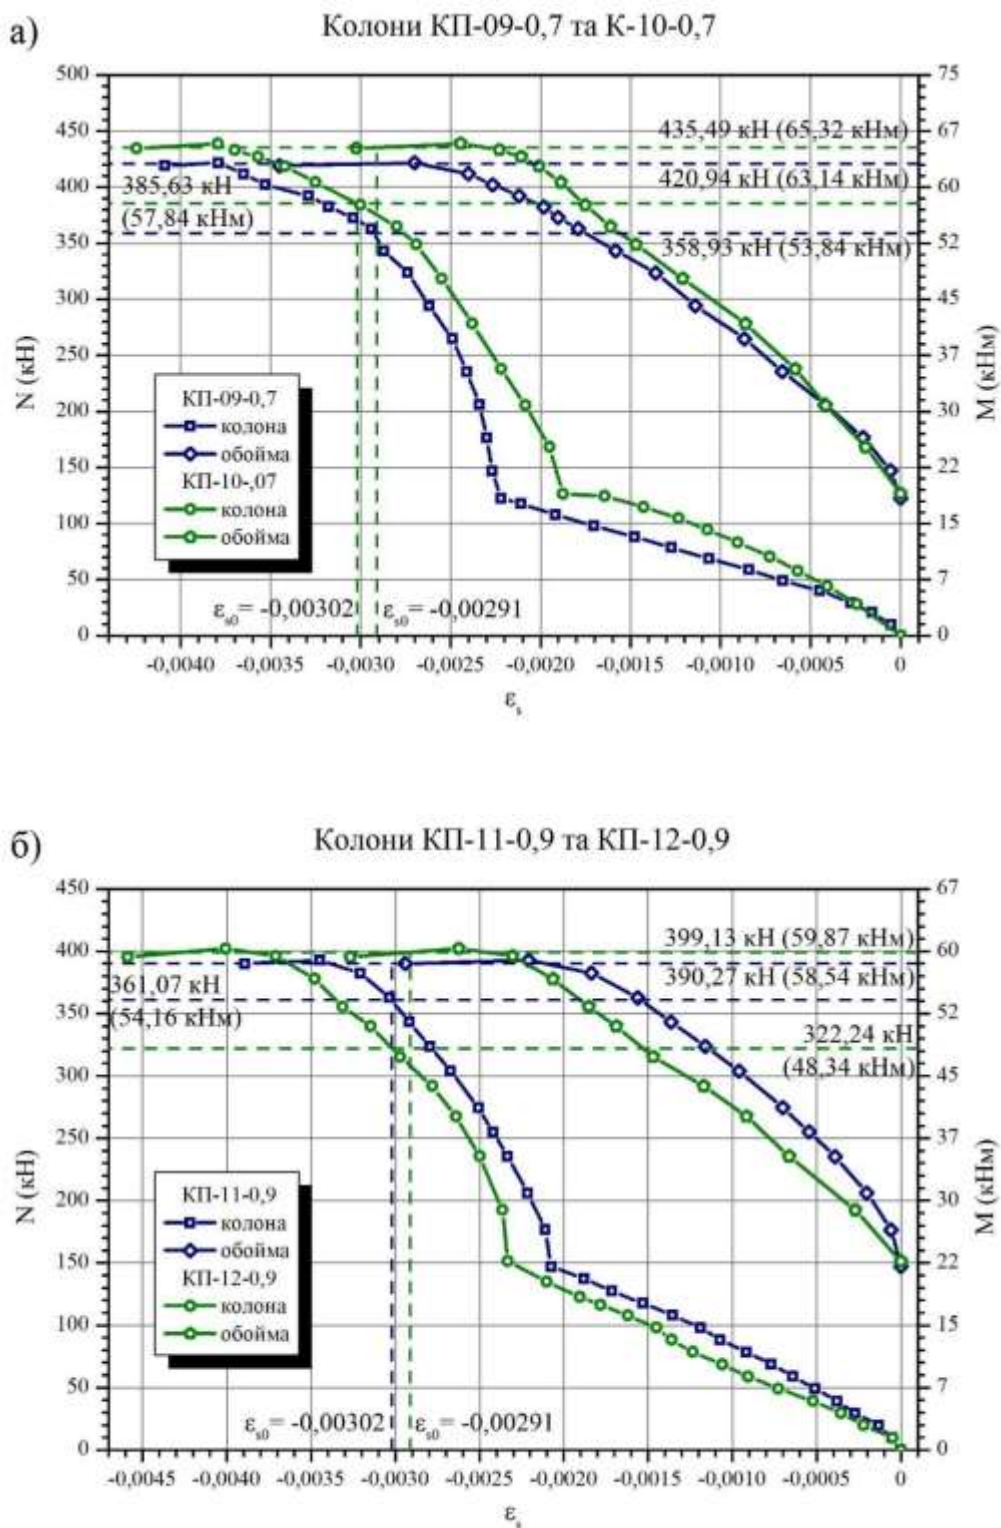 а)
Колони КП-09-0,7 та К-10-0,7
500
450
400
350
300
250
200
150
100
50
0
N (кН)
75
67
60
52
45
37
30
22
15
7
0
М (кНм)
435,49 кН (65,32 кНм)
420,94 кН (63,14 кНм)
385,63 кН
(57,84 кНм)
358,93 кН (53,84 кНм)
КП-09-0,7
колона
обойма
КП-10-,07
колона
обойма
εs0= -0,00302
εs0= -0,00291
-0,0040 -0,0035 -0,0030 -0,0025 -0,0020 -0,0015 -0,0010 -0,0005 0
εs
б)
Колони КП-11-0,9 та КП-12-0,9
450
400
350
300
250
200
150
100
50
0
N (кН)
67
60
52
45
37
30
22
15
7
0
М (кНм)
399,13 кН (59,87 кНм)
390,27 кН (58,54 кНм)
361,07 кН
(54,16 кНм)
322,24 кН
(48,34 кНм)
КП-11-0,9
колона
обойма
КП-12-0,9
колона
обойма
εs0= -0,00302
εs0= -0,00291
-0,0045 -0,0040 -0,0035 -0,0030 -0,0025 -0,0020 -0,0015 -0,0010 -0,0005 0
εs